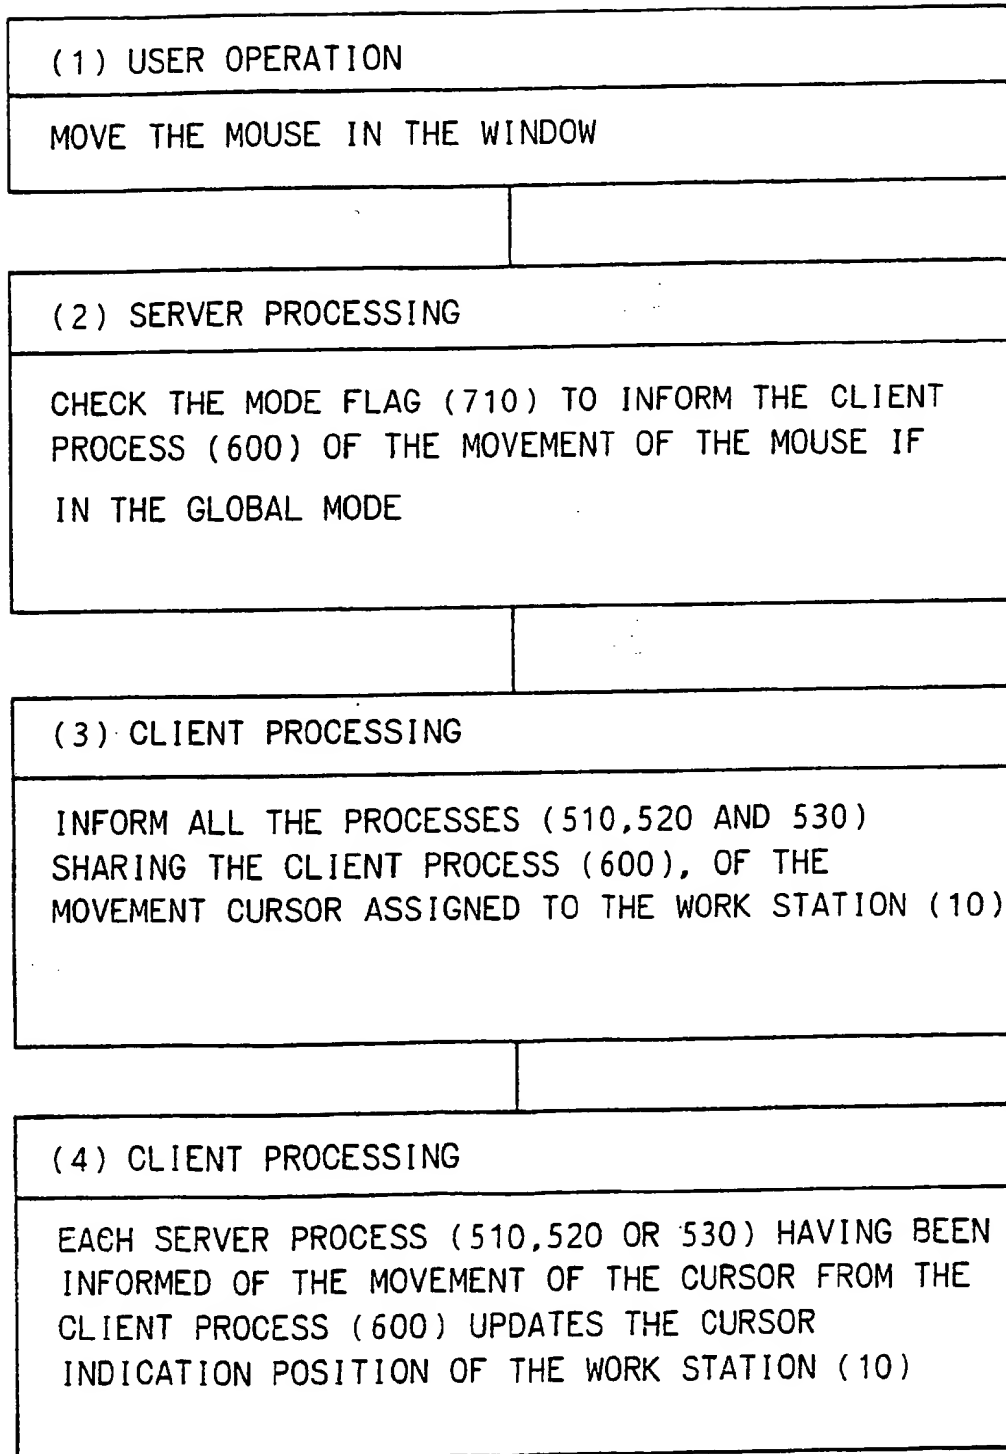 (1) USER OPERATION
MOVE THE MOUSE IN THE WINDOW
(2) SERVER PROCESSING
CHECK THE MODE FLAG (710) TO INFORM THE CLIENT
PROCESS (600) OF THE MOVEMENT OF THE MOUSE IF
IN THE GLOBAL MODE
(3) CLIENT PROCESSING
INFORM ALL THE PROCESSES (510,520 AND 530)
SHARING THE CLIENT PROCESS (600), OF THE
MOVEMENT CURSOR ASSIGNED TO THE WORK STATION (10)
(4) CLIENT PROCESSING
EACH SERVER PROCESS (510,520 OR 530) HAVING BEEN
INFORMED OF THE MOVEMENT OF THE CURSOR FROM THE
CLIENT PROCESS (600) UPDATES THE CURSOR
INDICATION POSITION OF THE WORK STATION (10)